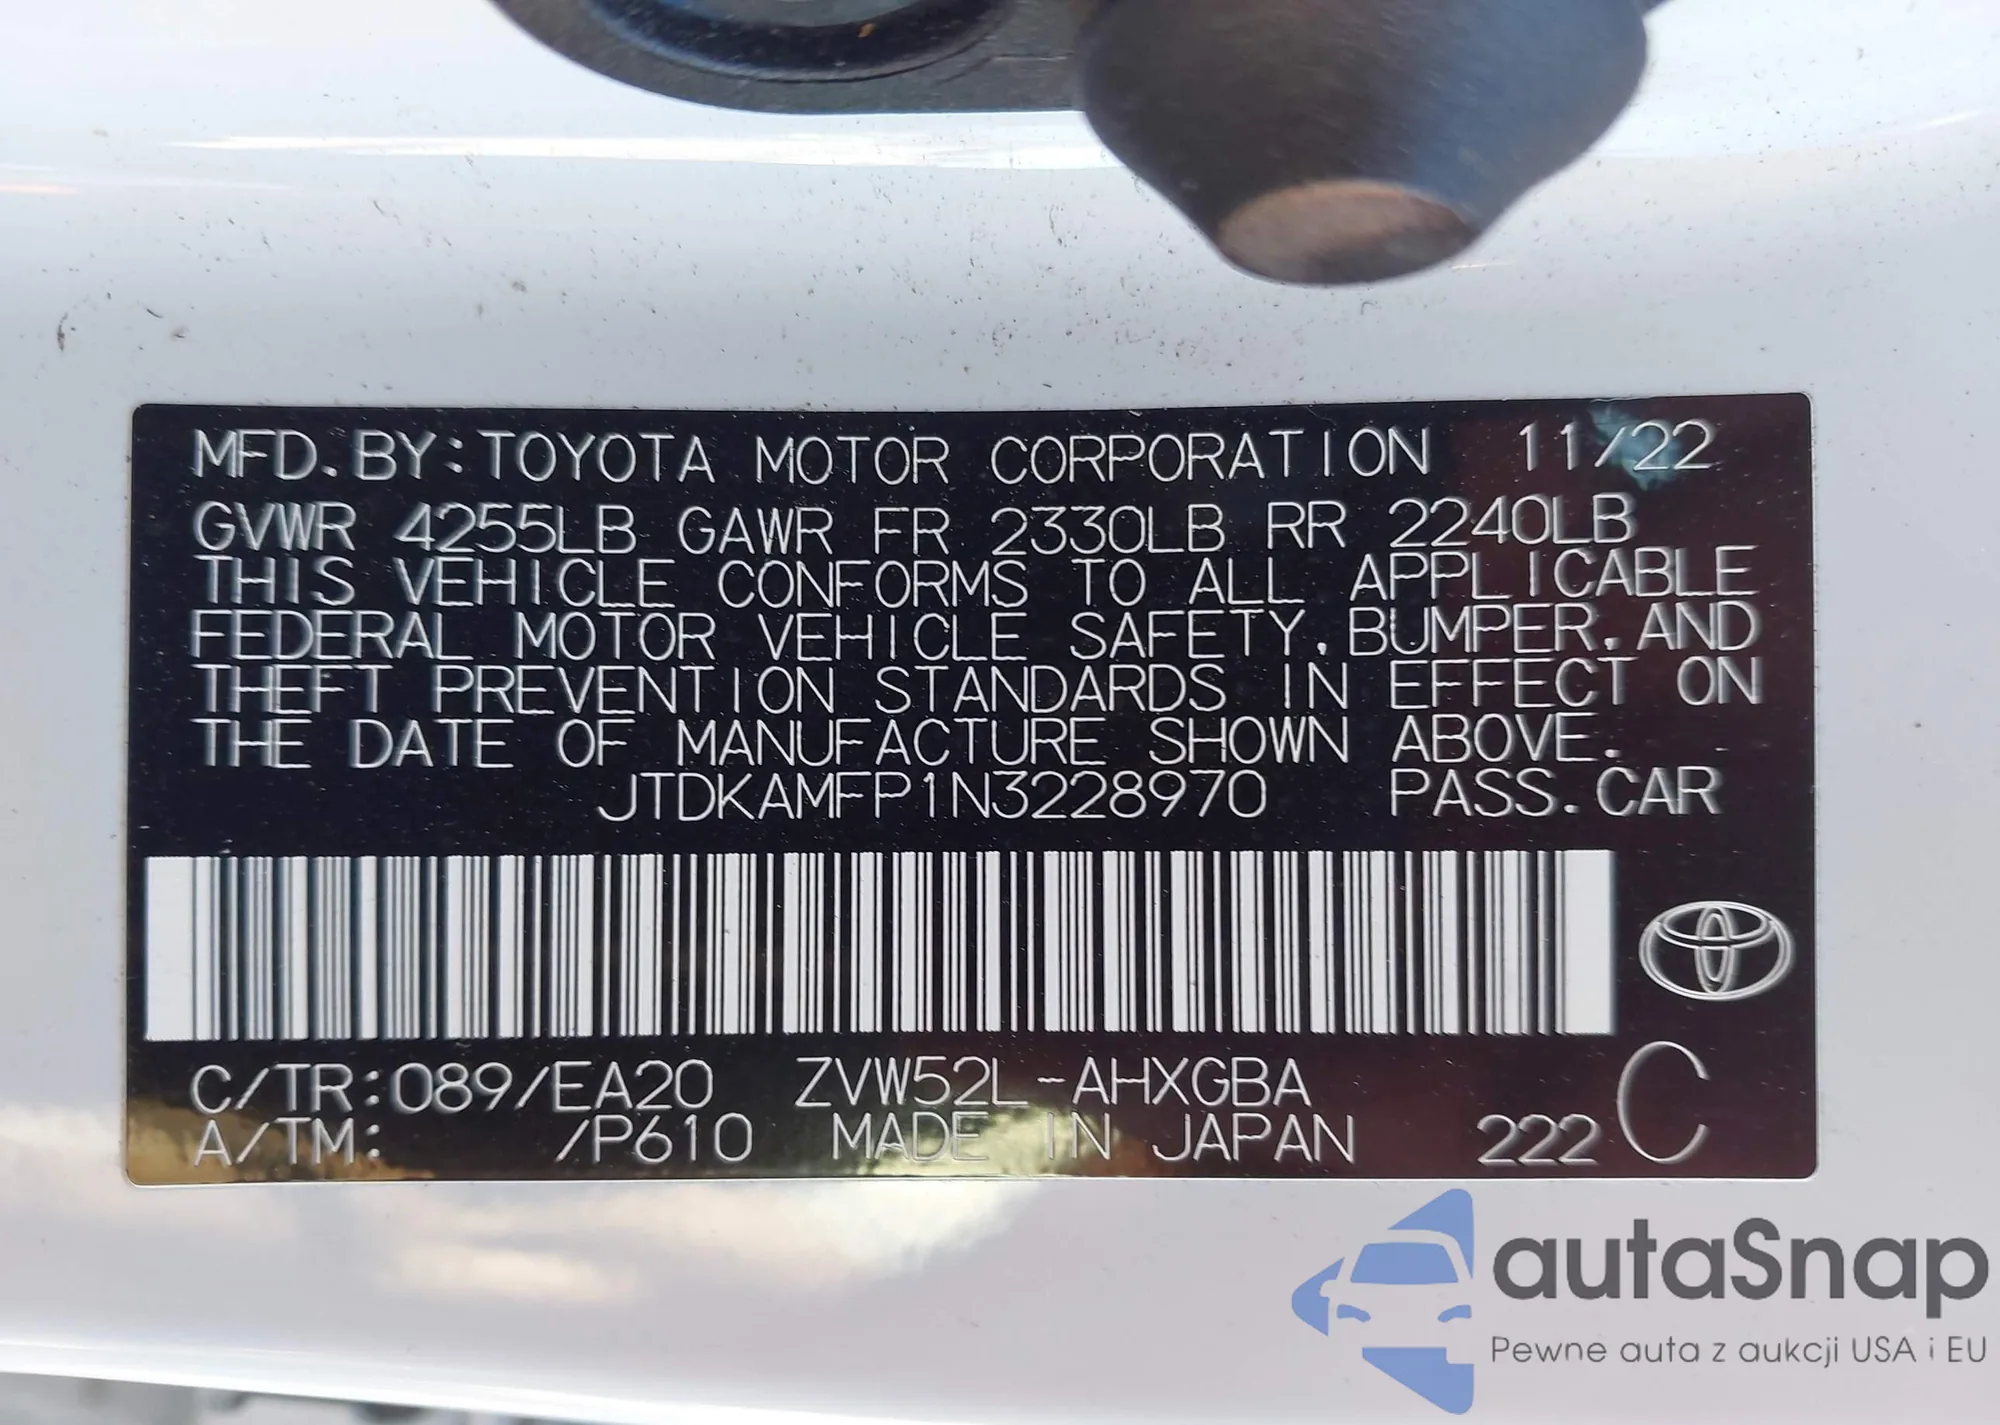 MFD. BY: TOYOTA MOTOR CORPORATION 11/22
GVWR 4255LB GAWR FR 2330LB RR 2240LB
THIS VEHICLE CONFORMS TO ALL APPLICABLE
FEDERAL MOTOR VEHICLE SAFETY, BUMPER, AND
THEFT PREVENTION STANDARDS IN EFFECT ON
THE DATE OF MANUFACTURE SHOWN ABOVE.
JTDKAMFP1N3228970 PASS. CAR
C/TR: 089/EA20 ZVW52L-AHXGBA
A/TM: /P610 MADE IN JAPAN 222 C
autaSnap
Pewne auta z aukcji USA i EU